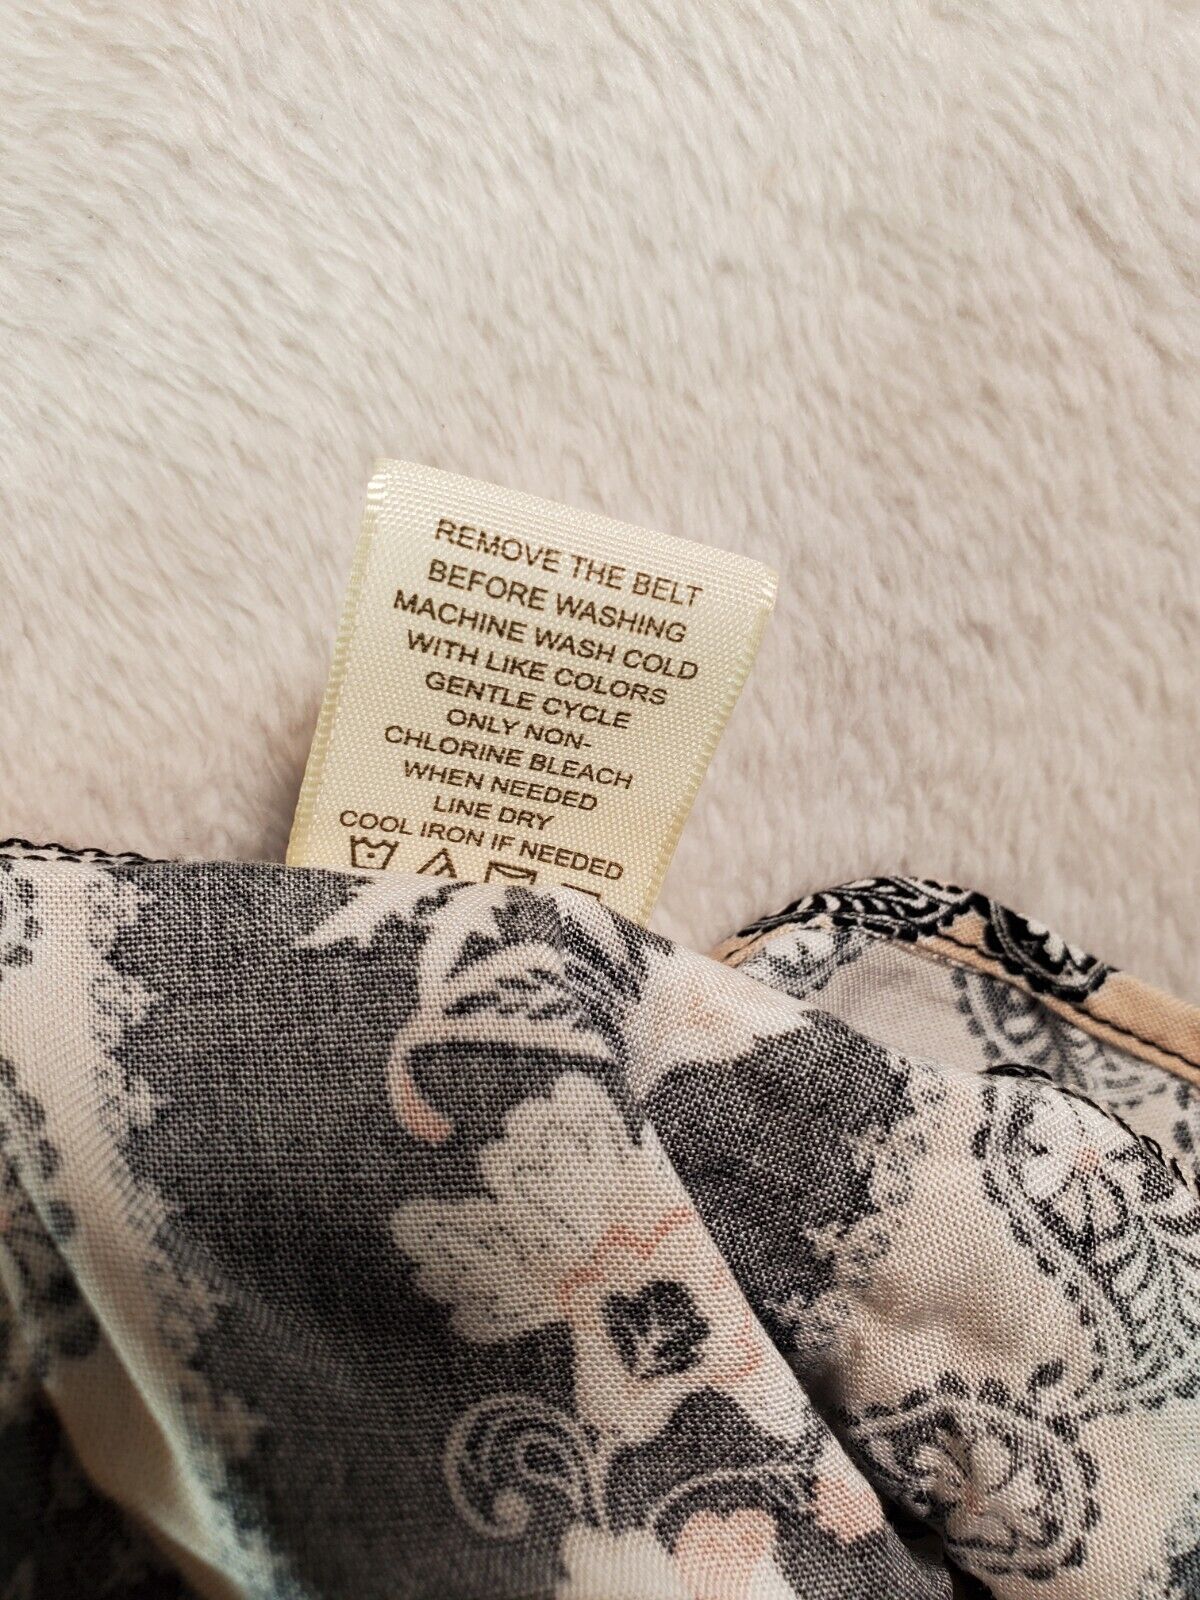 REMOVE THE BELT
BEFORE WASHING
MACHINE WASH COLD
WITH LIKE COLORS
GENTLE CYCLE
ONLY NON-
CHLORINE BLEACH
WHEN NEEDED
LINE DRY
COOL IRON IF NEEDED